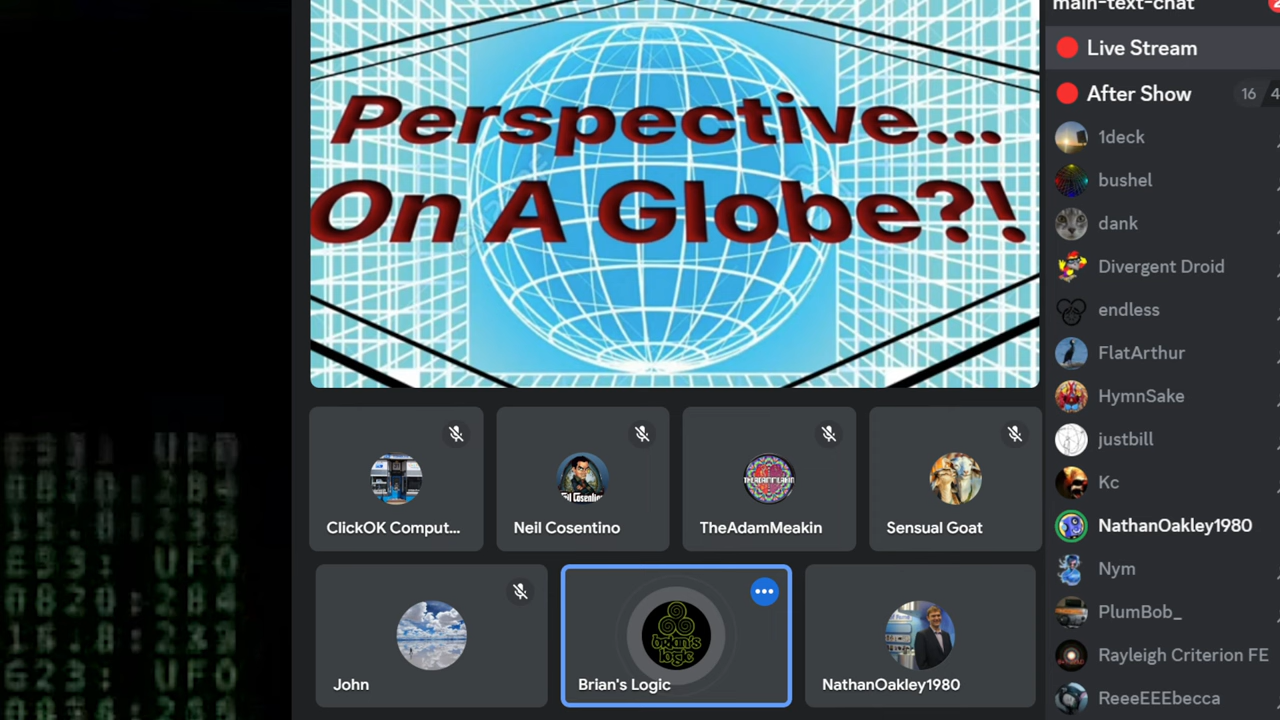 Perspective...
On A Globe?!
ClickOK Comput...
Neil Cosentino
TheAdamMeakin
Sensual Goat
John
brian's
logic
Brian's Logic
NathanOakley1980
main-text-chat
Live Stream
After Show
16
1deck
bushel
dank
Divergent Droid
endless
FlatArthur
HymnSake
justbill
Kc
NathanOakley1980
Nym
PlumBob_
Rayleigh Criterion FE
ReeeEEEbecca